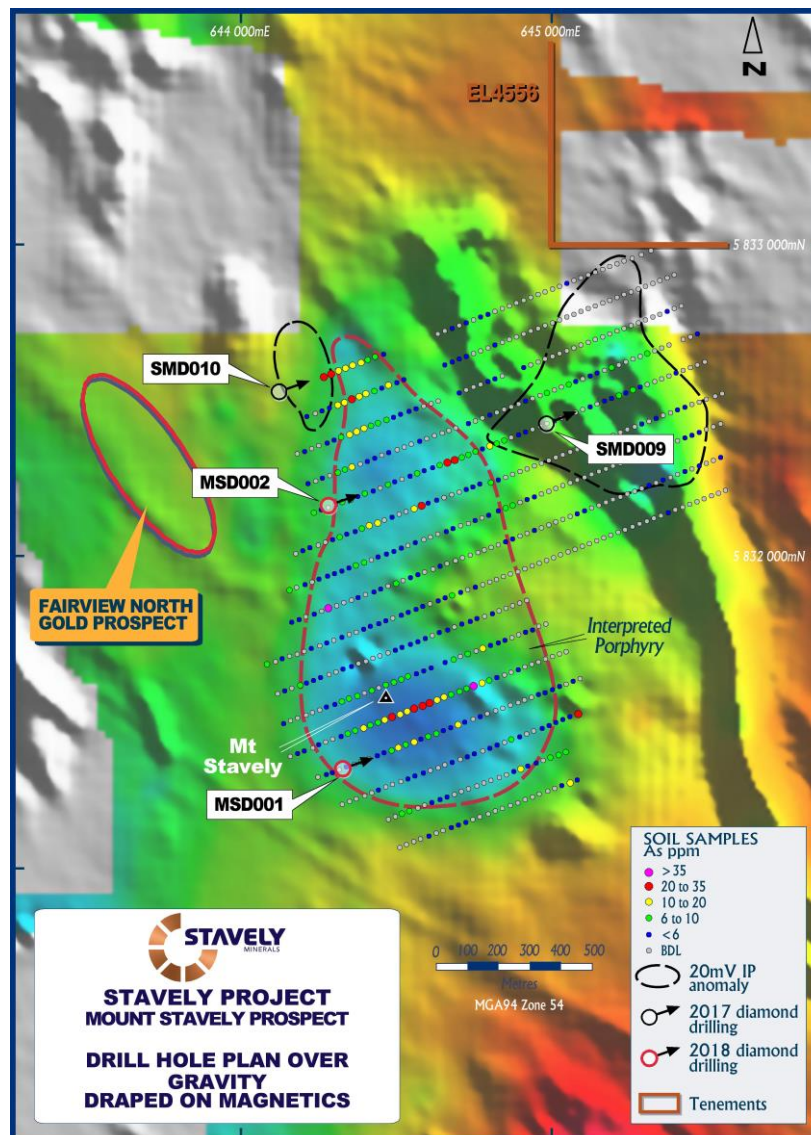 644 000mE
645 000mE
N
EL4556
5 833 000mN
SMD010
SMD009
MSD002
5 832 000mN
FAIRVIEW NORTH
GOLD PROSPECT
Interpreted
Porphyry
Mt
Stavely
MSD001
SOIL SAMPLES
As ppm
>35
20 to 35
10 to 20
6 to 10
<6
BDL
20mV IP
anomaly
2017 diamond
drilling
2018 diamond
drilling
Tenements
0 100 200 300 400 500
Metres
MGA94 Zone 54
STAVELY
MINERALS
STAVELY PROJECT
MOUNT STAVELY PROSPECT
DRILL HOLE PLAN OVER
GRAVITY
DRAPED ON MAGNETICS